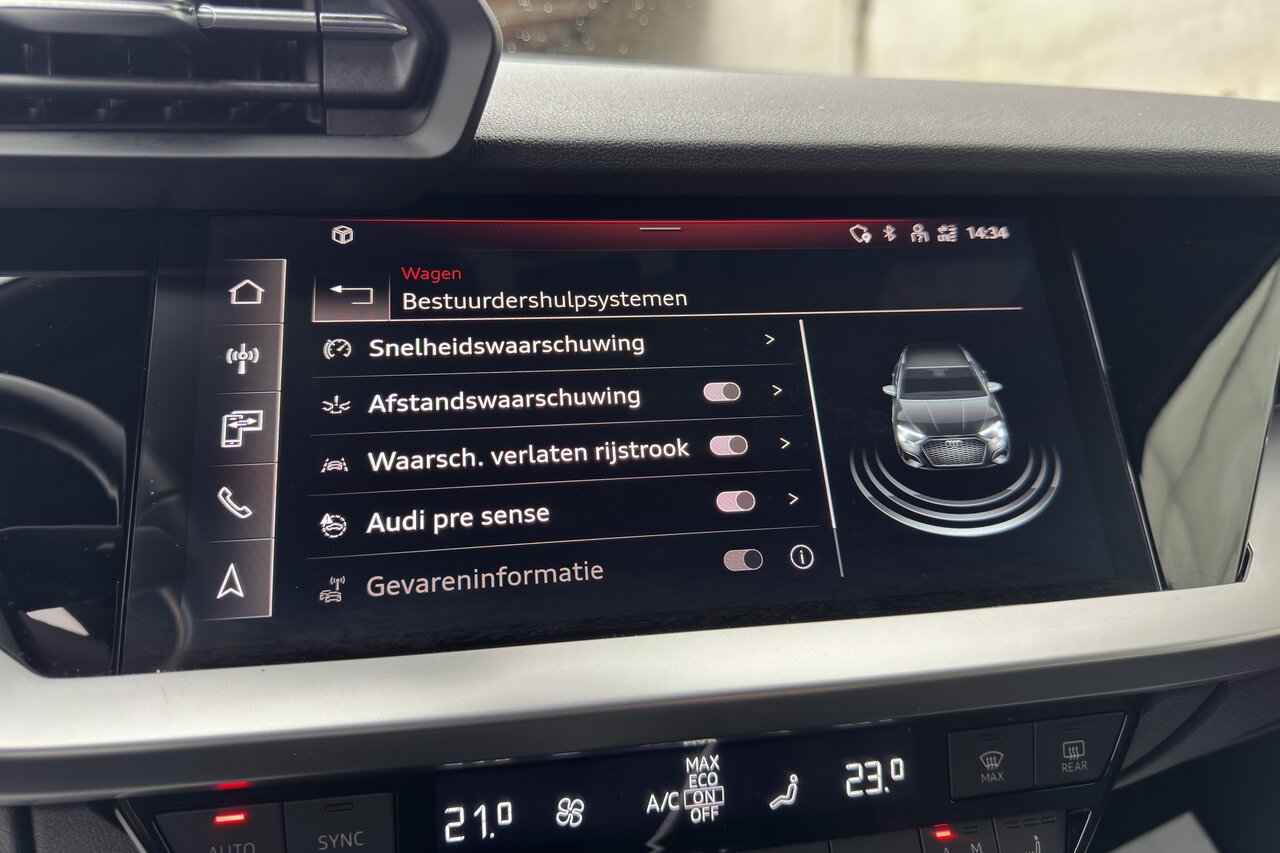 14:34
Wagen
Bestuurdershulpsystemen
Snelheidswaarschuwing
Afstandswaarschuwing
Waarsch. verlaten rijstrook
Audi pre sense
Gevareninformatie
21.0
A/C
MAX
ECO
ON
OFF
23.0
MAX
REAR
AUTO
SYNC
A M